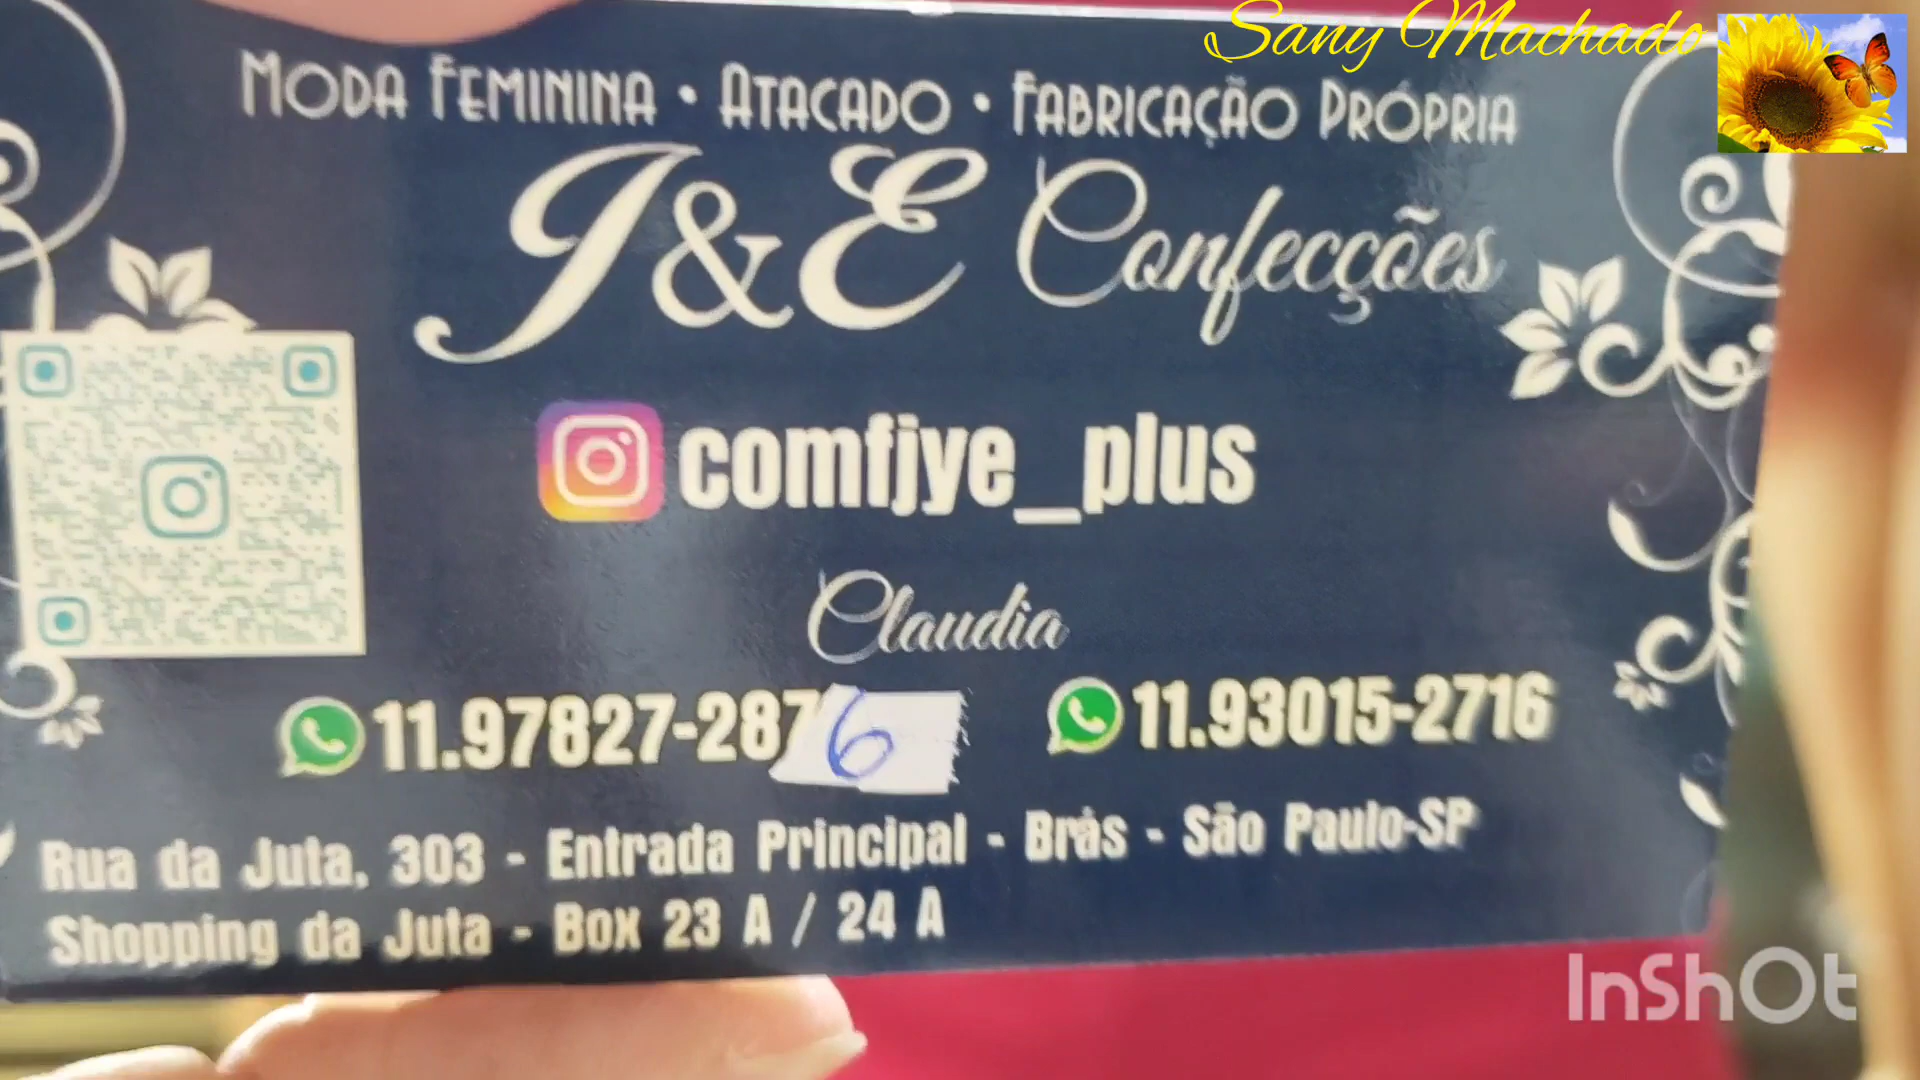 Sany Machado
Moda Feminina • Atacado • Fabricação Própria
J&E Confecções
comfjye_plus
Claudia
11.97827-2876 11.93015-2716
Rua da Juta, 303 - Entrada Principal - Brás - São Paulo-SP
Shopping da Juta - Box 23 A / 24 A
InShOt